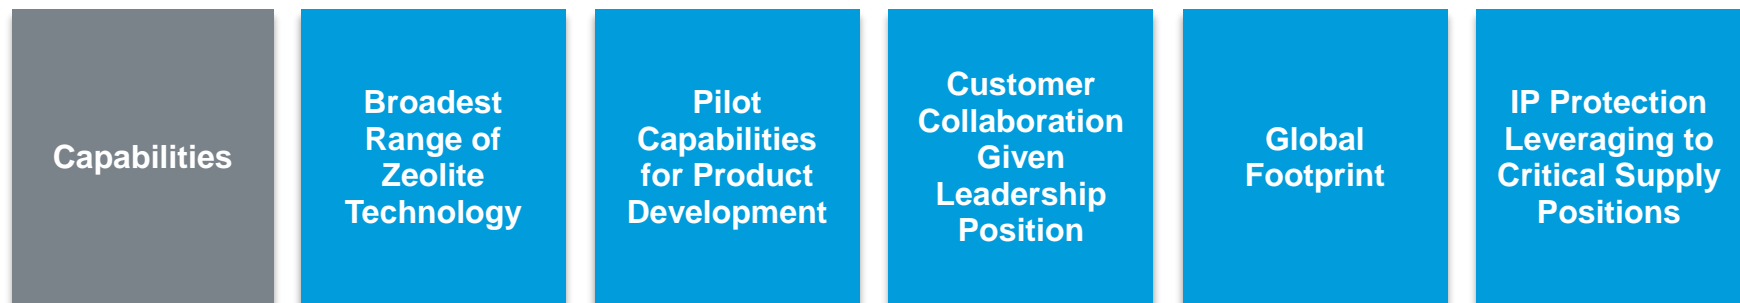 Capabilities
Broadest
Range of
Zeolite
Technology
Pilot
Capabilities
for Product
Development
Customer
Collaboration
Given
Leadership
Position
Global
Footprint
IP Protection
Leveraging to
Critical Supply
Positions